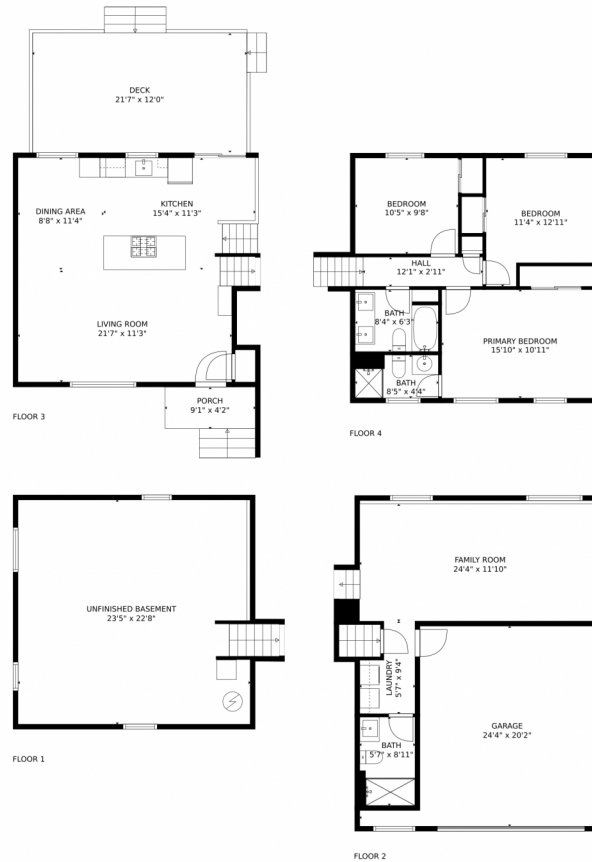 DECK
21'7" x 12'0"
DINING AREA
8'8" x 11'4"
KITCHEN
15'4" x 11'3"
LIVING ROOM
21'7" x 11'3"
PORCH
9'1" x 4'2"
FLOOR 3
BEDROOM
10'5" x 9'8"
BEDROOM
11'4" x 12'11"
HALL
12'1" x 2'11"
BATH
8'4" x 6'3"
PRIMARY BEDROOM
15'10" x 10'11"
BATH
8'5" x 4'4"
FLOOR 4
UNFINISHED BASEMENT
23'5" x 22'8"
FLOOR 1
FAMILY ROOM
24'4" x 11'10"
LAUNDRY
5'7" x 9'4"
GARAGE
24'4" x 20'2"
BATH
5'7" x 8'11"
FLOOR 2